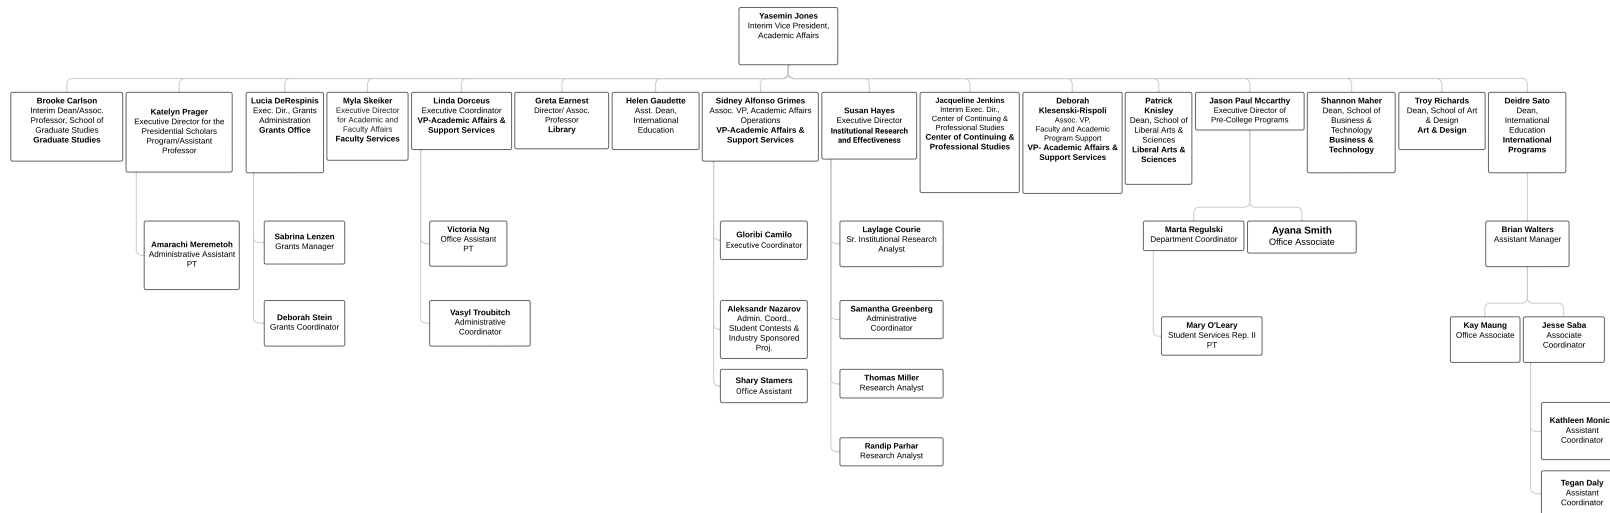 Yasemin Jones
Interim Vice President,
Academic Affairs
Brooke Carlson
Interim Dean/Assoc.
Professor, School of
Graduate Studies
Graduate Studies
Katelyn Prager
Executive Director for the
Presidential Scholars
Program/Assistant
Professor
Lucia DeRespinis
Exec. Dir., Grants
Administration
Grants Office
Myla Skeiker
Executive Director
for Academic and
Faculty Affairs
Faculty Services
Linda Dorceus
Executive Coordinator
VP-Academic Affairs &
Support Services
Greta Earnest
Director/ Assoc.
Professor
Library
Helen Gaudette
Asst. Dean,
International
Education
Sidney Alfonso Grimes
Assoc. VP, Academic Affairs
Operations
VP-Academic Affairs &
Support Services
Susan Hayes
Executive Director
Institutional Research
and Effectiveness
Jacqueline Jenkins
Interim Exec. Dir.,
Center of Continuing &
Professional Studies
Center of Continuing &
Professional Studies
Deborah
Klesenski-Rispoli
Assoc. VP,
Faculty and Academic
Program Support
VP- Academic Affairs &
Support Services
Patrick
Knisley
Dean, School of
Liberal Arts &
Sciences
Liberal Arts &
Sciences
Jason Paul Mccarthy
Executive Director of
Pre-College Programs
Shannon Maher
Dean, School of
Business &
Technology
Business &
Technology
Troy Richards
Dean, School of Art
& Design
Art & Design
Deidre Sato
Dean,
International
Education
International
Programs
Amarachi Meremetoh
Administrative Assistant
PT
Sabrina Lenzen
Grants Manager
Deborah Stein
Grants Coordinator
Victoria Ng
Office Assistant
PT
Vasyl Troubitch
Administrative
Coordinator
Gloribi Camilo
Executive Coordinator
Aleksandr Nazarov
Admin. Coord.,
Student Contests &
Industry Sponsored
Proj.
Shary Stamers
Office Assistant
Laylage Courie
Sr. Institutional Research
Analyst
Samantha Greenberg
Administrative
Coordinator
Thomas Miller
Research Analyst
Randip Parhar
Research Analyst
Marta Regulski
Department Coordinator
Ayana Smith
Office Associate
Mary O'Leary
Student Services Rep. II
PT
Brian Walters
Assistant Manager
Kay Maung
Office Associate
Jesse Saba
Associate
Coordinator
Kathleen Monic
Assistant
Coordinator
Tegan Daly
Assistant
Coordinator